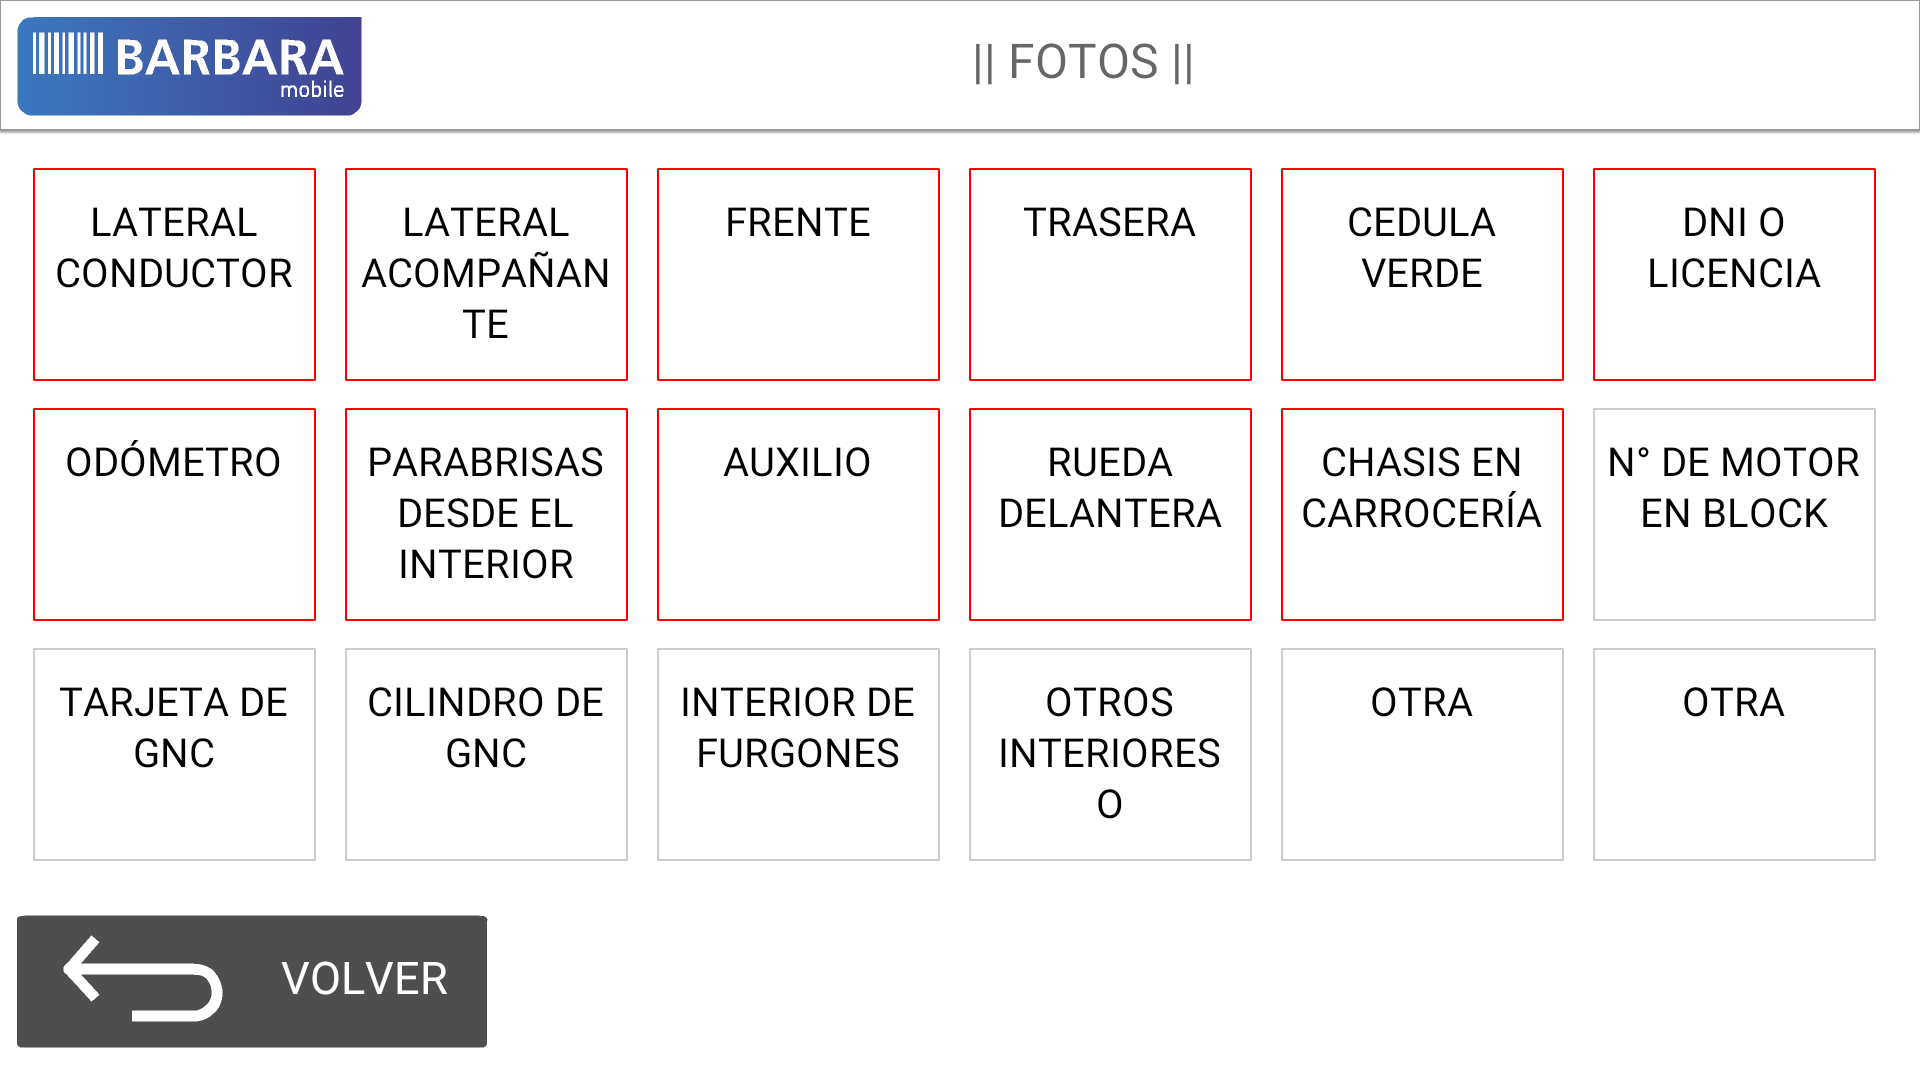 BARBARA
mobile
|| FOTOS ||
LATERAL
CONDUCTOR
LATERAL
ACOMPAÑAN
TE
FRENTE
TRASERA
CEDULA
VERDE
DNI O
LICENCIA
ODÓMETRO
PARABRISAS
DESDE EL
INTERIOR
AUXILIO
RUEDA
DELANTERA
CHASIS EN
CARROCERÍA
N° DE MOTOR
EN BLOCK
TARJETA DE
GNC
CILINDRO DE
GNC
INTERIOR DE
FURGONES
OTROS
INTERIORES
O
OTRA
OTRA
VOLVER